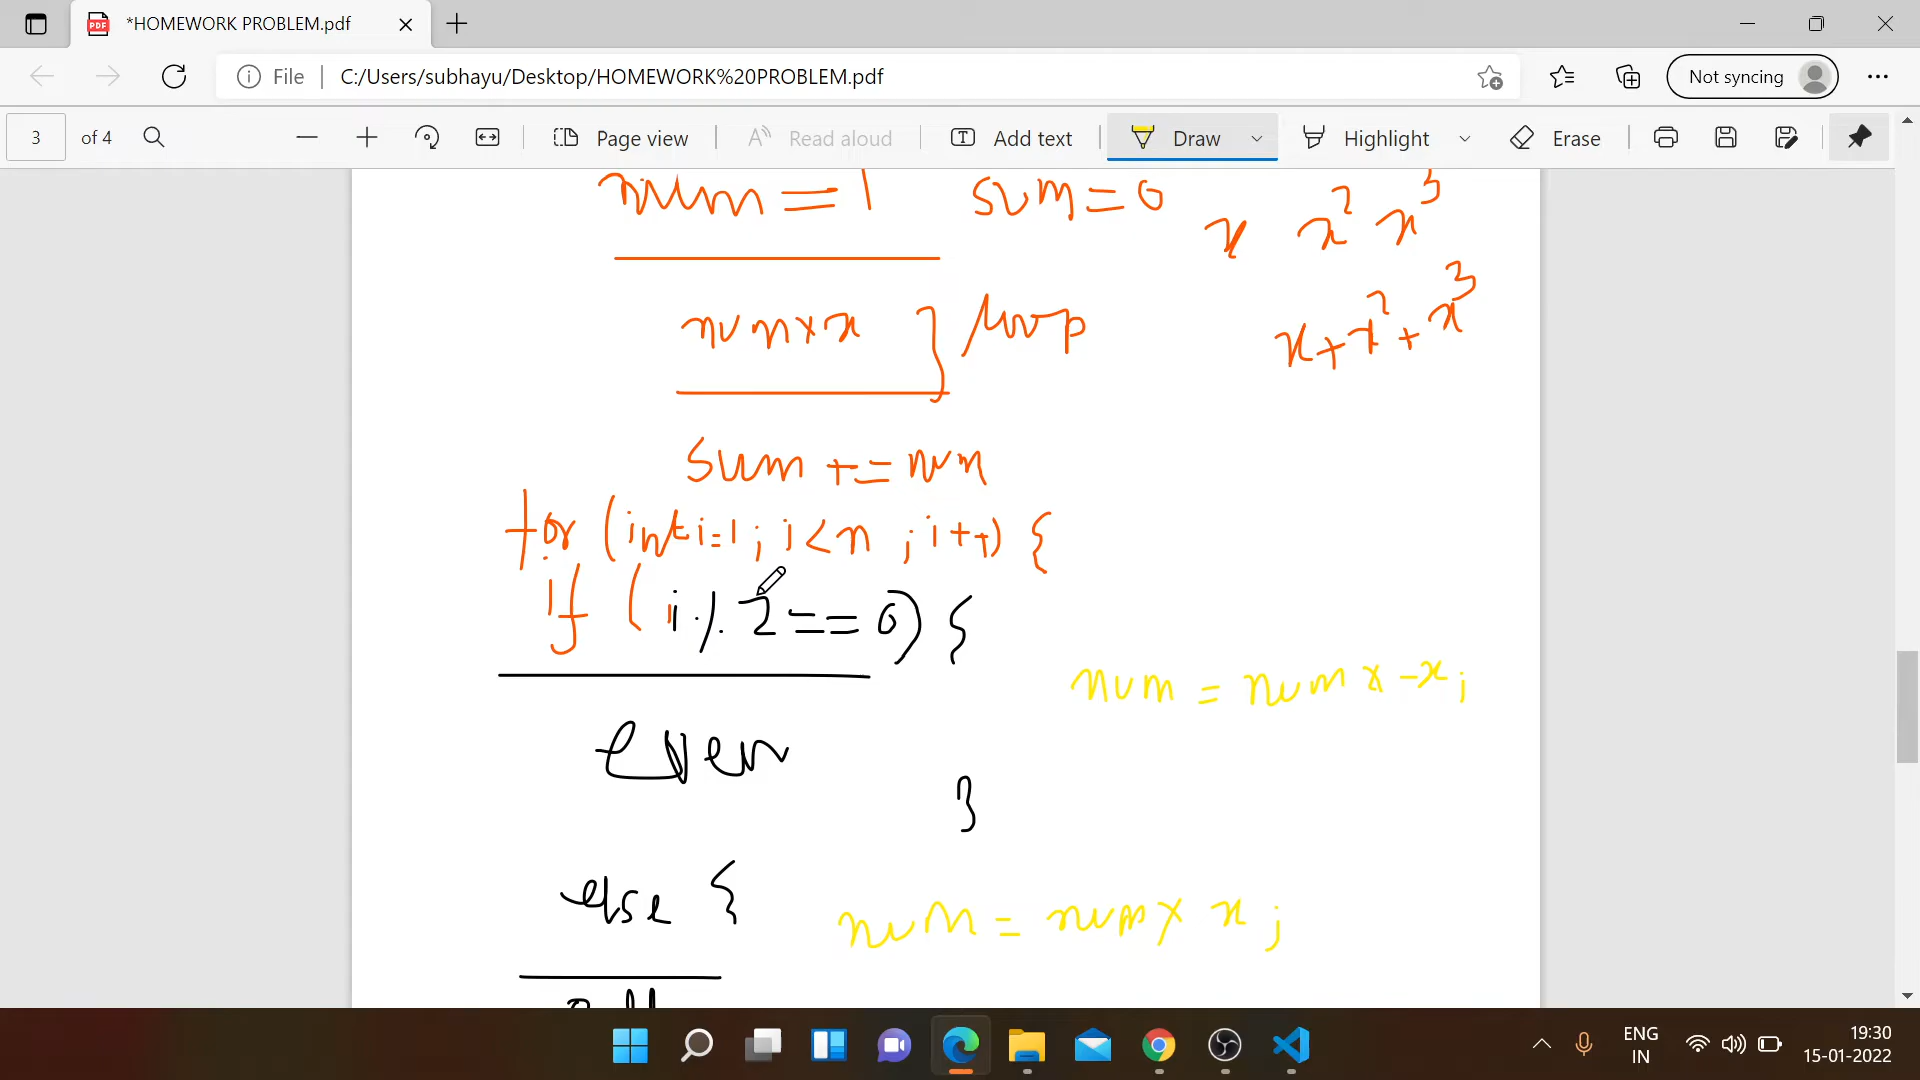 *HOMEWORK PROBLEM.pdf
File
C:/Users/subhayu/Desktop/HOMEWORK%20PROBLEM.pdf
Not syncing
3 of 4
Page view
Read aloud
Add text
Draw
Highlight
Erase
num = 1 sum = 0 x x² x³
num × x } loop x + x² + x³
sum += num
for (int i=1; i<n ; i++) {
if ( i % 2 == 0) {
num = num × -x ;
even
}
else {
num = num × x ;
ENG
IN
19:30
15-01-2022